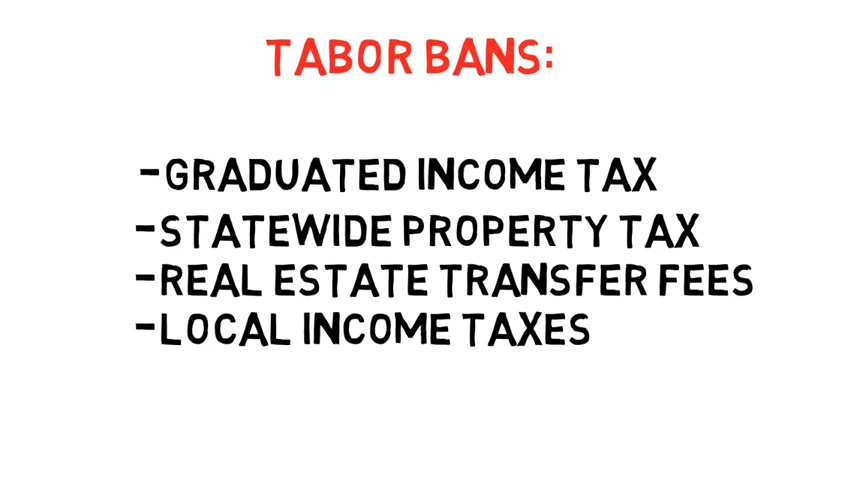 TABOR BANS:
-GRADUATED INCOME TAX
-STATEWIDE PROPERTY TAX
-REAL ESTATE TRANSFER FEES
-LOCAL INCOME TAXES